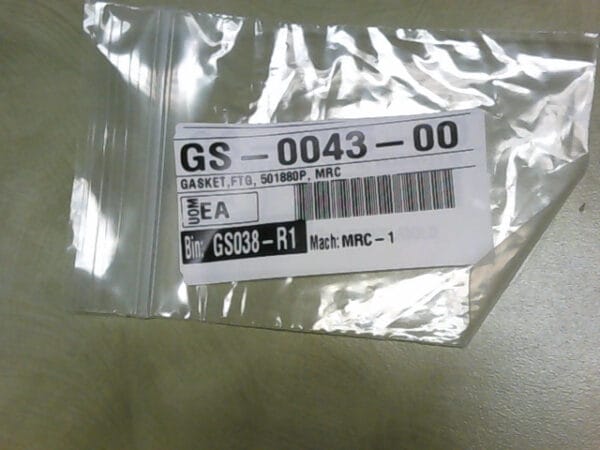 GS-0043-00
GASKET,FTG, 501880P, MRC
UOM EA
Bin: GS038-R1 Mach: MRC-1